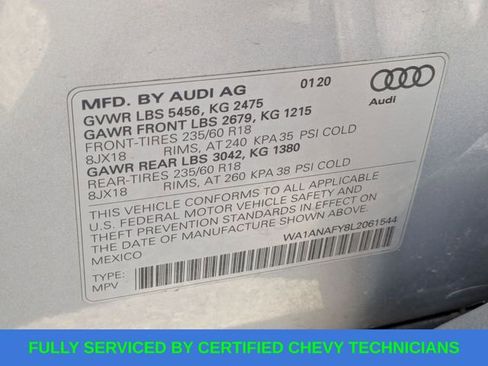 MFD. BY AUDI AG 01 20
GVWR LBS 5456, KG 2475
GAWR FRONT LBS 2679, KG 1215
FRONT-TIRES 235/60 R18
8JX18 RIMS, AT 240 KPA 35 PSI COLD
GAWR REAR LBS 3042, KG 1380
REAR-TIRES 235/60 R18
8JX18 RIMS, AT 260 KPA 38 PSI COLD
Audi
THIS VEHICLE CONFORMS TO ALL APPLICABLE
U.S. FEDERAL MOTOR VEHICLE SAFETY AND
THEFT PREVENTION STANDARDS IN EFFECT ON
THE DATE OF MANUFACTURE SHOWN ABOVE.
MEXICO
WA1ANAFY8L2061544
TYPE:
MPV
FULLY SERVICED BY CERTIFIED CHEVY TECHNICIANS